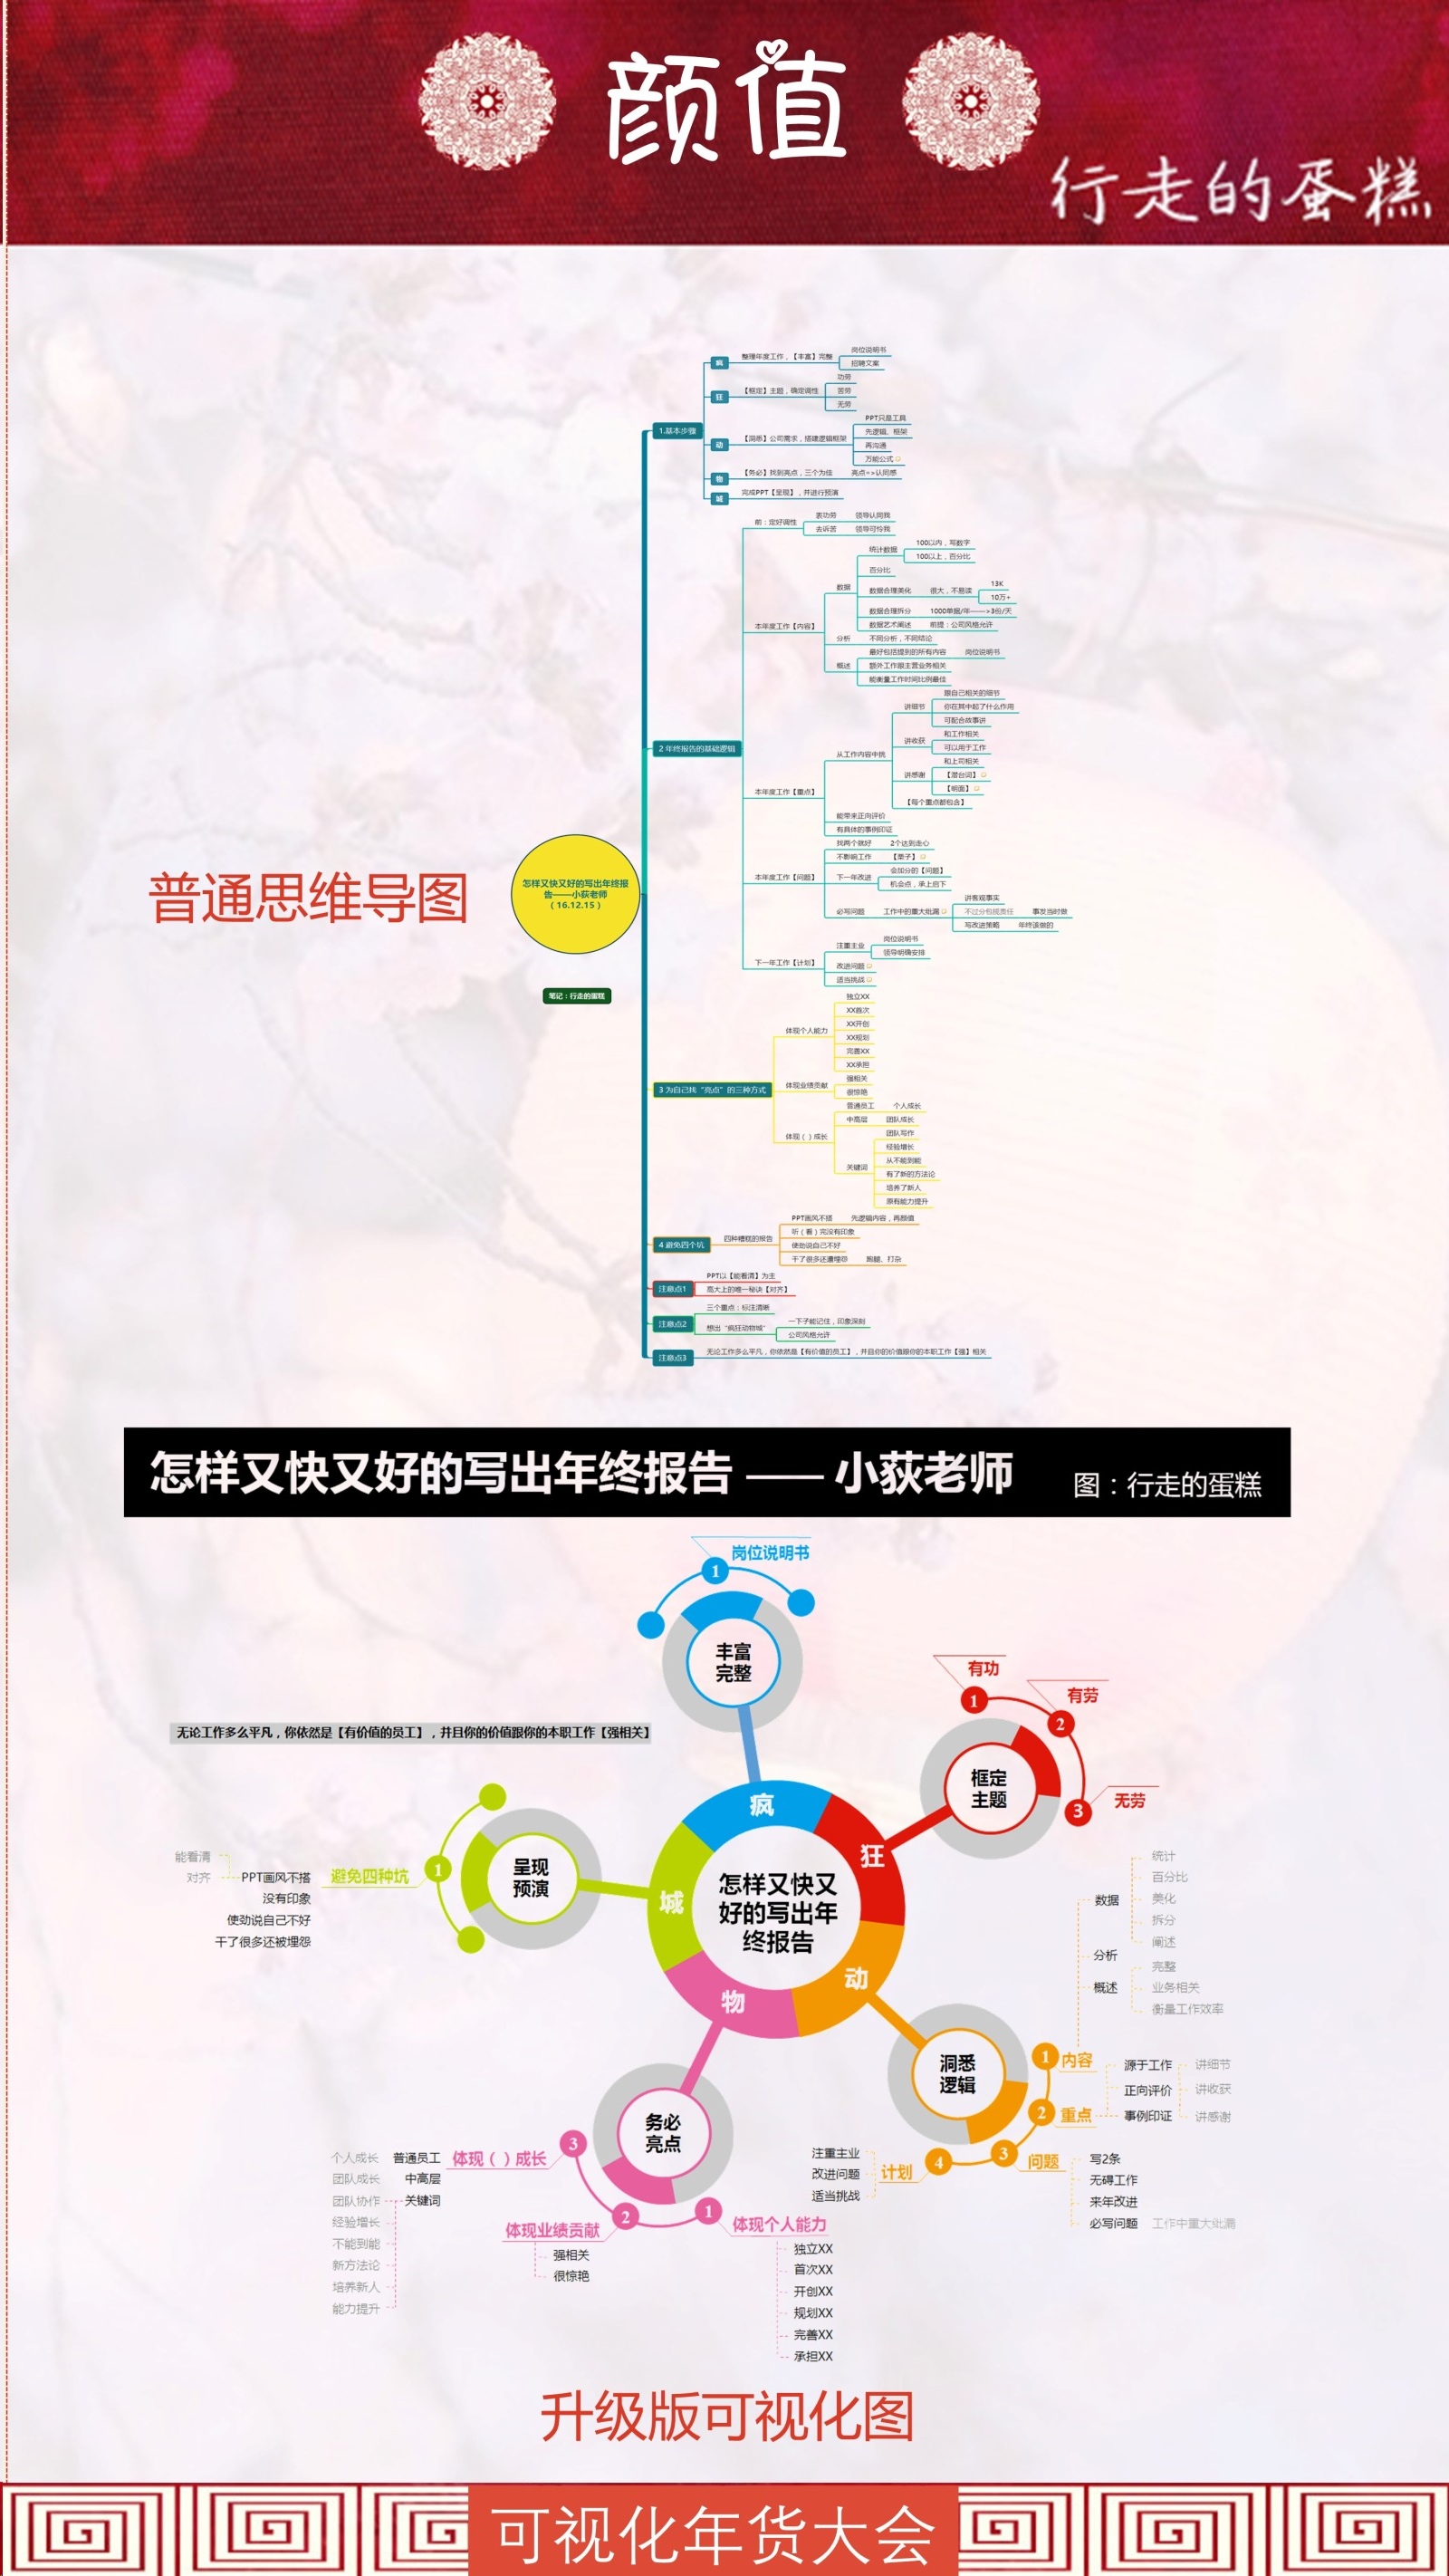 颜值
行走的蛋糕
普通思维导图
怎样又快又好的写出年终报
告——小荻老师
（16.12.15）
笔记：行走的蛋糕
1.基本步骤
疯
整理年度工作，【丰富】完整
岗位说明书
招聘文案
狂
【框定】主题，确定调性
功劳
苦劳
无劳
动
【洞悉】公司需求，搭建逻辑框架
PPT只是工具
先逻辑、框架
再沟通
万能公式
物
【务必】找到亮点，三个为佳
亮点=>认同感
城
完成PPT【呈现】，并进行预演
2 年终报告的基础逻辑
前：定好调性
表功劳
领导认同我
去诉苦
领导可怜我
本年度工作【内容】
数据
统计数据
100以内，写数字
100以上，百分比
百分比
数据合理美化
很大，不易读
13K
10万+
数据合理拆分
1000单据/年——>3份/天
数据艺术阐述
前提：公司风格允许
分析
不同分析，不同结论
概述
最好包括提到的所有内容
岗位说明书
额外工作跟主营业务相关
能衡量工作时间比例最佳
本年度工作【重点】
从工作内容中挑
讲细节
跟自己相关的细节
你在其中起了什么作用
可配合故事讲
讲收获
和工作相关
可以用于工作
讲感谢
和上司相关
【潜台词】
【明面】
【每个重点都包含】
能带来正向评价
有具体的事例印证
本年度工作【问题】
找两个就好
2个达到走心
不影响工作
【栗子】
下一年改进
会加分的【问题】
机会点，承上启下
必写问题
工作中的重大纰漏
讲客观事实
不过分包揽责任
事发当时做
写改进策略
年终该做的
下一年工作【计划】
注重主业
岗位说明书
领导明确安排
改进问题
适当挑战
3 为自己找“亮点”的三种方式
体现个人能力
独立XX
XX首次
XX开创
XX规划
完善XX
XX承担
体现业绩贡献
强相关
很惊艳
体现（ ）成长
普通员工
个人成长
中高层
团队成长
关键词
团队写作
经验增长
从不能到能
有了新的方法论
培养了新人
原有能力提升
4 避免四个坑
四种糟糕的报告
PPT画风不搭
先逻辑内容，再颜值
听（看）完没有印象
使劲说自己不好
干了很多还遭埋怨
抱腿、打杂
注意点1
PPT以【能看清】为主
高大上的唯一秘诀【对齐】
注意点2
三个重点：标注清晰
想出“疯狂动物城”
一下子能记住，印象深刻
公司风格允许
注意点3
无论工作多么平凡，你依然是【有价值的员工】，并且你的价值跟你的本职工作【强】相关
怎样又快又好的写出年终报告 —— 小荻老师
图：行走的蛋糕
1
岗位说明书
丰富
完整
无论工作多么平凡，你依然是【有价值的员工】，并且你的价值跟你的本职工作【强相关】
1
有功
2
有劳
3
无劳
框定
主题
疯
狂
动
物
城
怎样又快又
好的写出年
终报告
呈现
预演
1
避免四种坑
PPT画风不搭
能看清
对齐
没有印象
使劲说自己不好
干了很多还被埋怨
洞悉
逻辑
1
内容
数据
统计
百分比
美化
拆分
阐述
分析
概述
完整
业务相关
衡量工作效率
2
重点
源于工作
正向评价
事例印证
讲细节
讲收获
讲感谢
3
问题
写2条
无碍工作
来年改进
必写问题
工作中重大纰漏
4
计划
注重主业
改进问题
适当挑战
务必
亮点
1
体现个人能力
独立XX
首次XX
开创XX
规划XX
完善XX
承担XX
2
体现业绩贡献
强相关
很惊艳
3
体现（ ）成长
普通员工
个人成长
中高层
团队成长
关键词
团队协作
经验增长
不能到能
新方法论
培养新人
能力提升
升级版可视化图
可视化年货大会